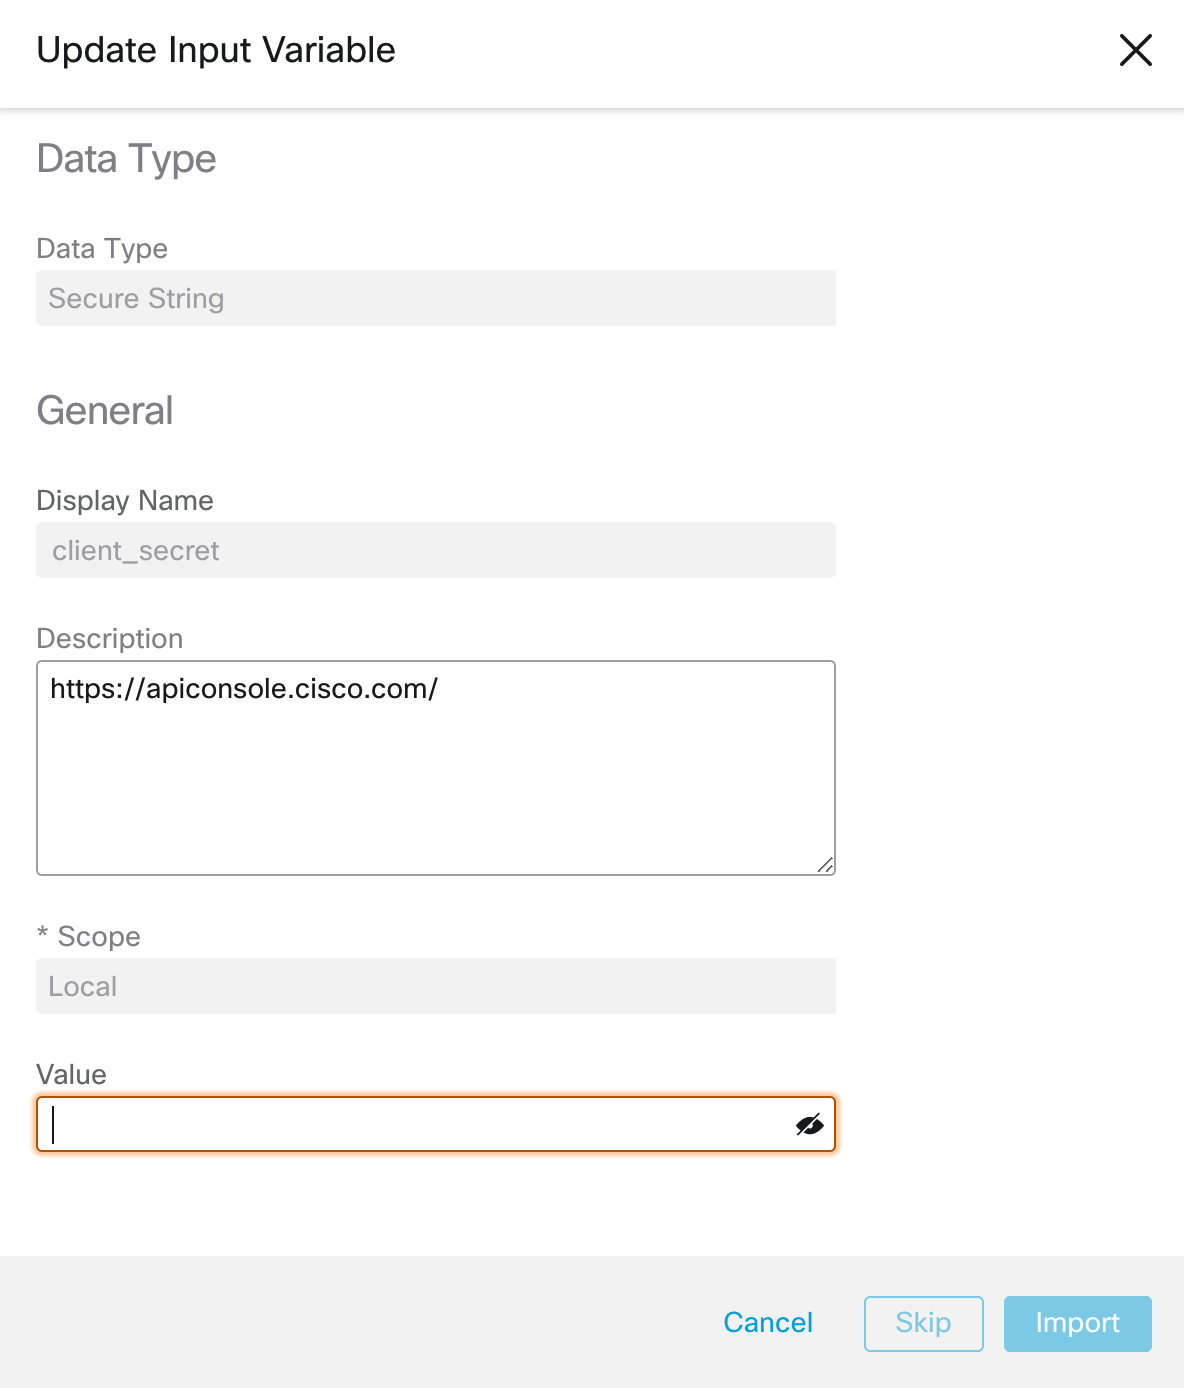 Update Input Variable
Data Type
Data Type
Secure String
General
Display Name
client_secret
Description
https://apiconsole.cisco.com/
* Scope
Local
Value
Cancel
Skip
Import